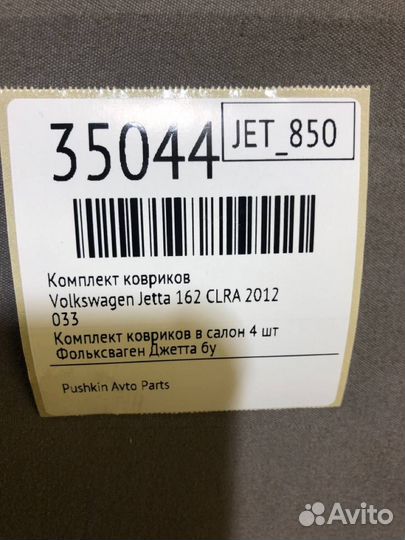 35044
JET_850
Комплект ковриков
Volkswagen Jetta 162 CLRA 2012
033
Комплект ковриков в салон 4 шт
Фольксваген Джетта бу
Pushkin Avto Parts
Avito